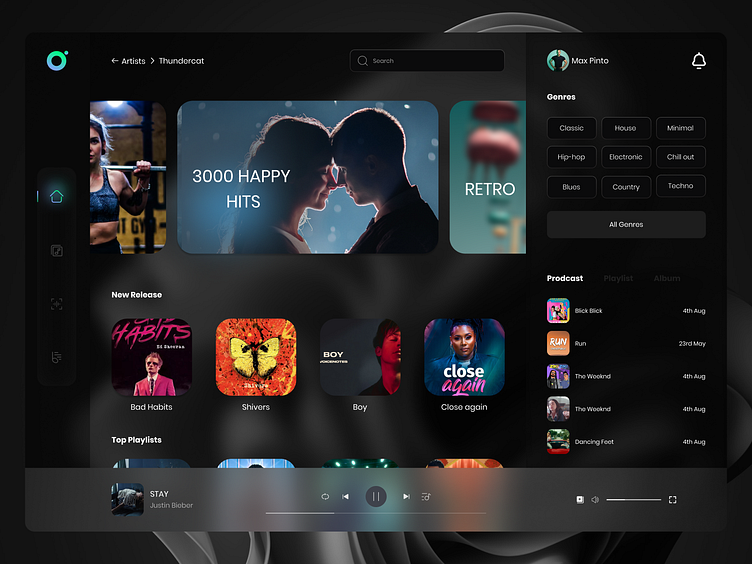 Artists
Thundercat
Search
Max Pinto
3000 HAPPY
HITS
RETRO
Genres
Classic
House
Minimal
Hip-hop
Electronic
Chill out
Blues
Country
Techno
All Genres
New Release
HABITS
Ed Sheeran
Shivers
BOY
VOICENOTES
close
again
Bad Habits
Shivers
Boy
Close again
Top Playlists
Prodcast
Playlist
Album
Blick Blick
4th Aug
RUN
Run
23rd May
The Weeknd
4th Aug
The Weeknd
4th Aug
Dancing Feet
4th Aug
STAY
Justin Bieber